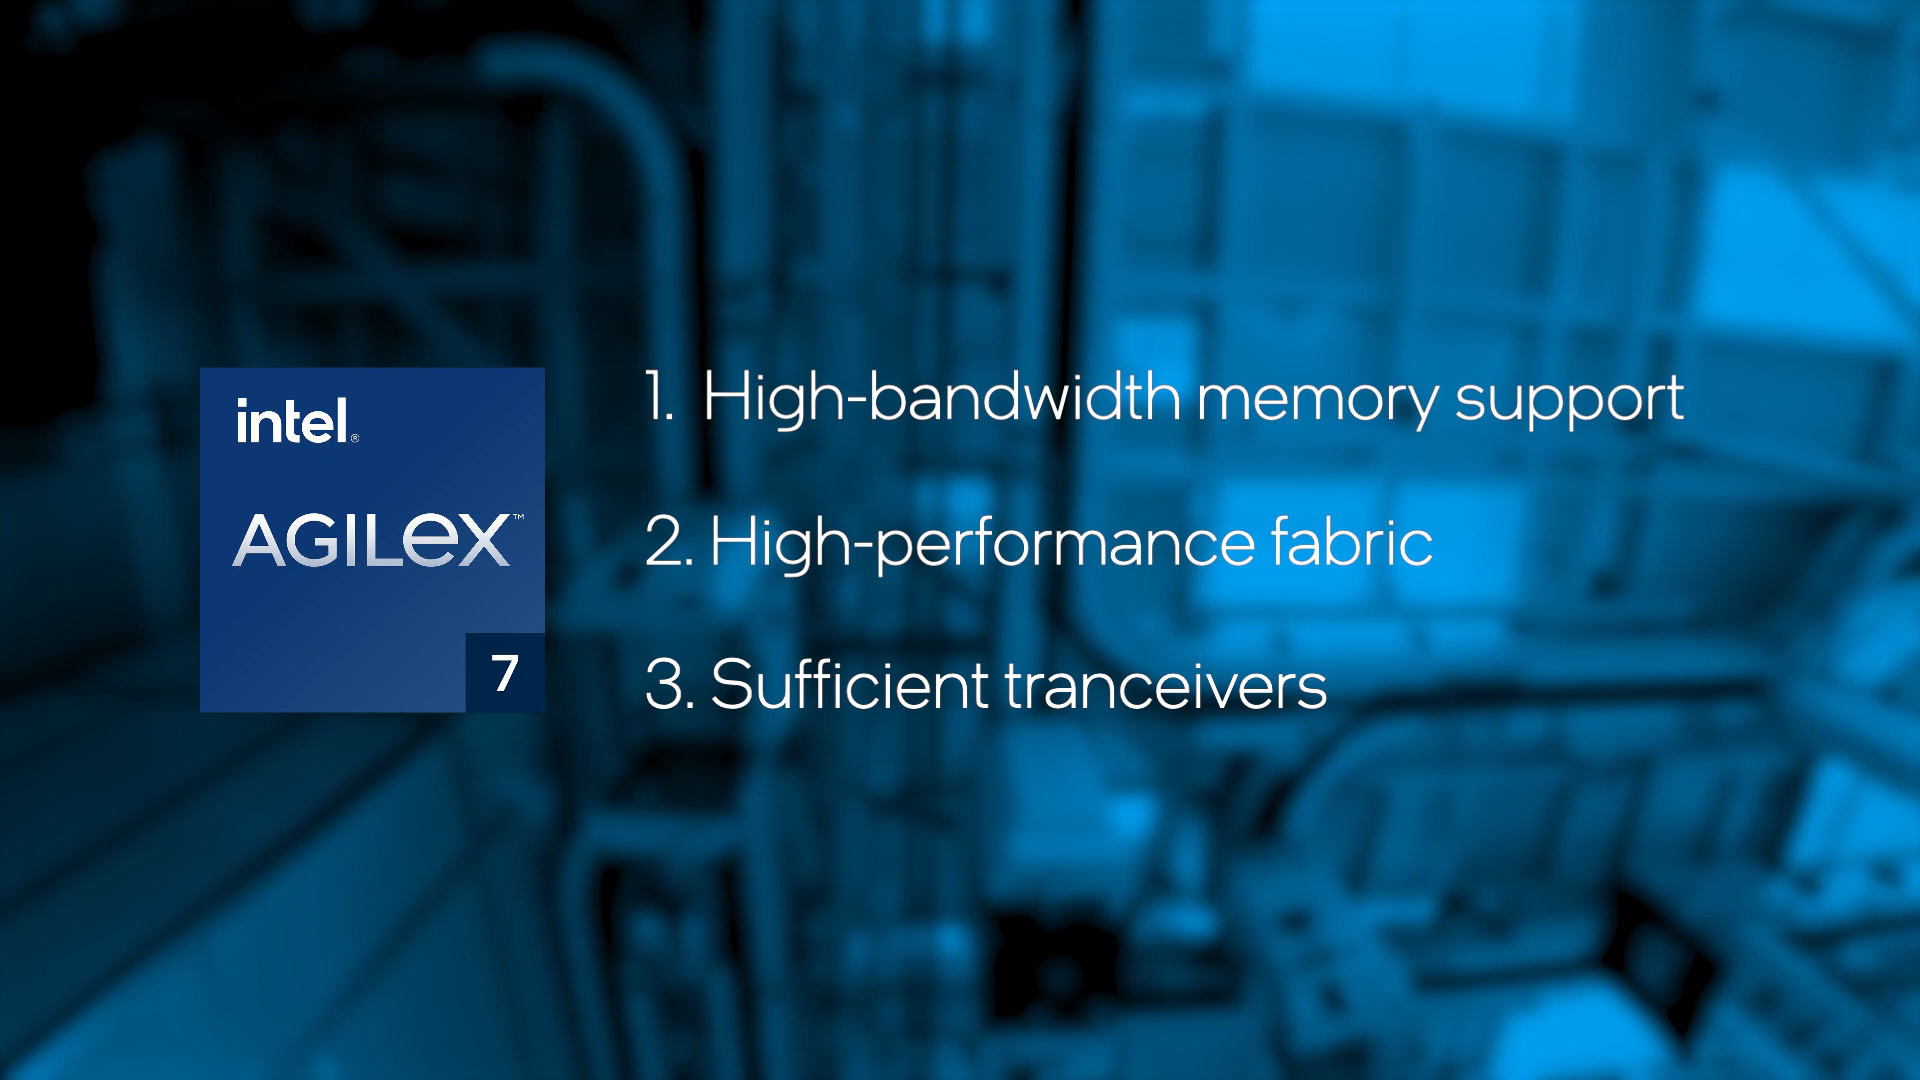 intel®
AGILEX™
7
1. High-bandwidth memory support
2. High-performance fabric
3. Sufficient tranceivers